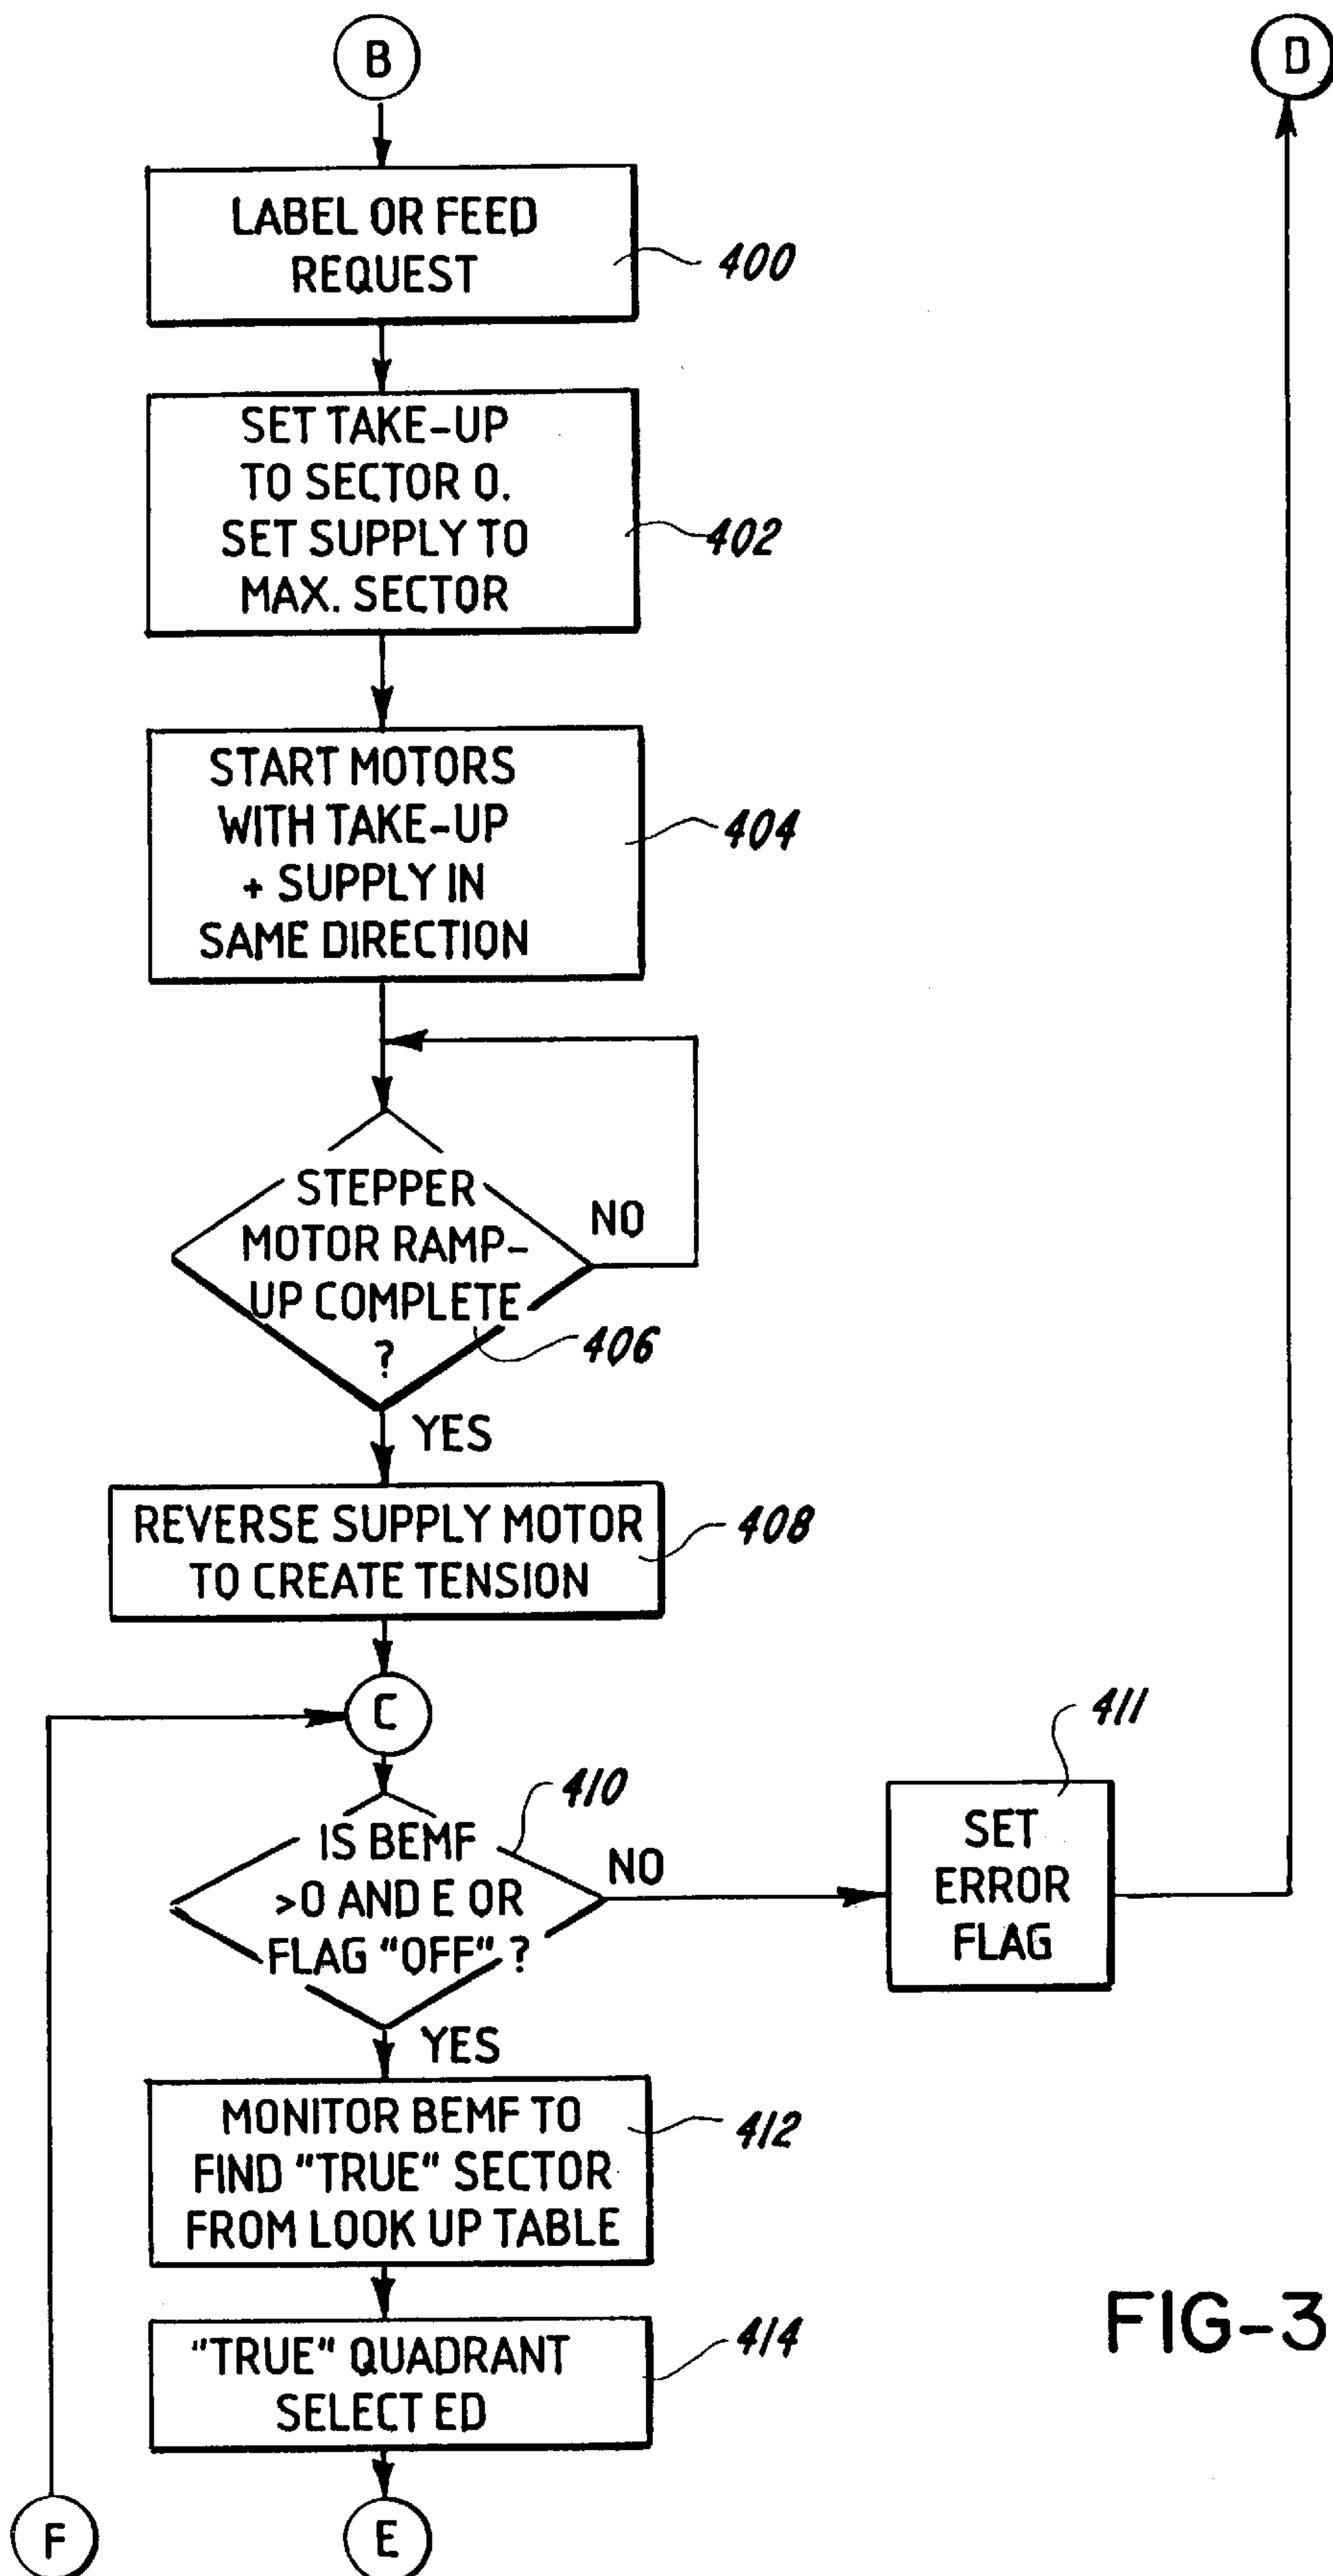 B
D
LABEL OR FEED
REQUEST
400
SET TAKE-UP
TO SECTOR 0.
SET SUPPLY TO
MAX. SECTOR
402
START MOTORS
WITH TAKE-UP
+ SUPPLY IN
SAME DIRECTION
404
STEPPER
MOTOR RAMP-
UP COMPLETE
?
NO
406
YES
REVERSE SUPPLY MOTOR
TO CREATE TENSION
408
C
IS BEMF
>0 AND E OR
FLAG "OFF" ?
410
NO
411
SET
ERROR
FLAG
YES
MONITOR BEMF TO
FIND "TRUE" SECTOR
FROM LOOK UP TABLE
412
"TRUE" QUADRANT
SELECT ED
414
FIG-3
F
E